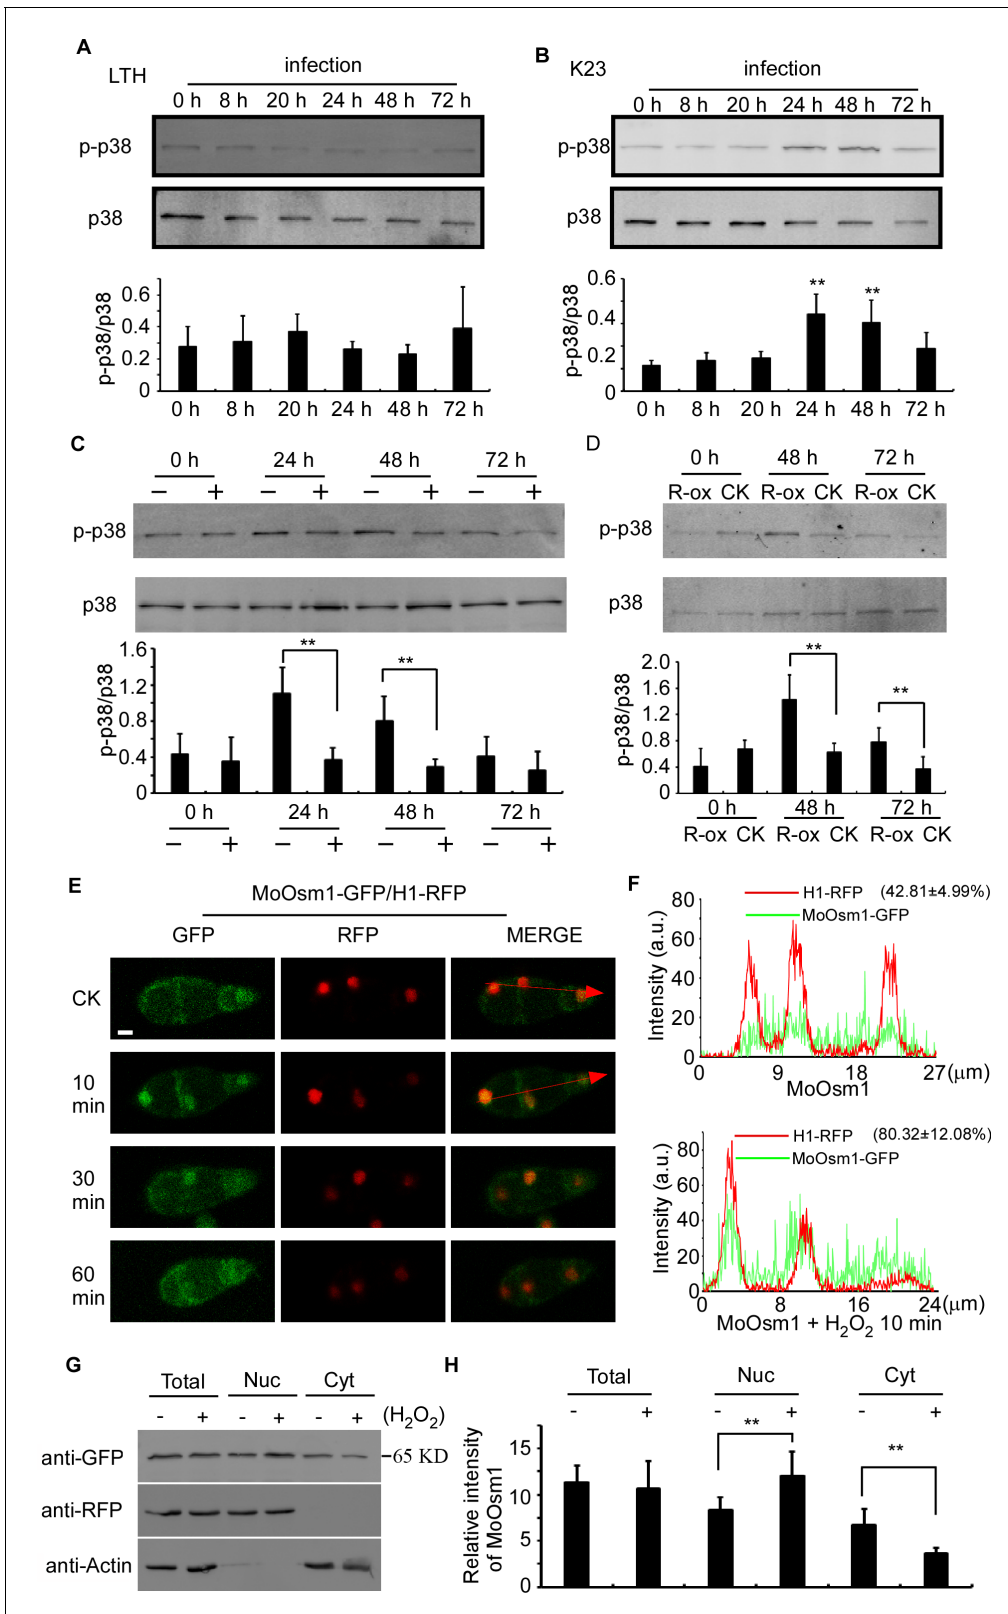 A
LTH
infection
0 h 8 h 20 h 24 h 48 h 72 h
p-p38
p38
p-p38/p38
0.6
0.4
0.2
0
0 h 8 h 20 h 24 h 48 h 72 h
B
K23
infection
0 h 8 h 20 h 24 h 48 h 72 h
p-p38
p38
p-p38/p38
0.6
0.4
0.2
0
** **
0 h 8 h 20 h 24 h 48 h 72 h
C
0 h 24 h 48 h 72 h
– + – + – + – +
p-p38
p38
p-p38/p38
1.6
1.2
0.8
0.4
0
** **
0 h 24 h 48 h 72 h
– + – + – + – +
D
0 h 48 h 72 h
R-ox CK R-ox CK R-ox CK
p-p38
p38
p-p38/p38
2.0
1.6
1.2
0.8
0.4
0
** **
0 h 48 h 72 h
R-ox CK R-ox CK R-ox CK
E
MoOsm1-GFP/H1-RFP
GFP RFP MERGE
CK
10
min
30
min
60
min
F
H1-RFP (42.81±4.99%)
MoOsm1-GFP
Intensity (a.u.)
80
60
40
20
0
0 9 18 27(μm)
MoOsm1
H1-RFP (80.32±12.08%)
MoOsm1-GFP
Intensity (a.u.)
80
60
40
20
0
0 8 16 24(μm)
MoOsm1 + H₂O₂ 10 min
G
Total Nuc Cyt
- + - + - + (H₂O₂)
anti-GFP
–65 KD
anti-RFP
anti-Actin
H
Total Nuc Cyt
- + - + - +
** **
Relative intensity
of MoOsm1
15
10
5
0